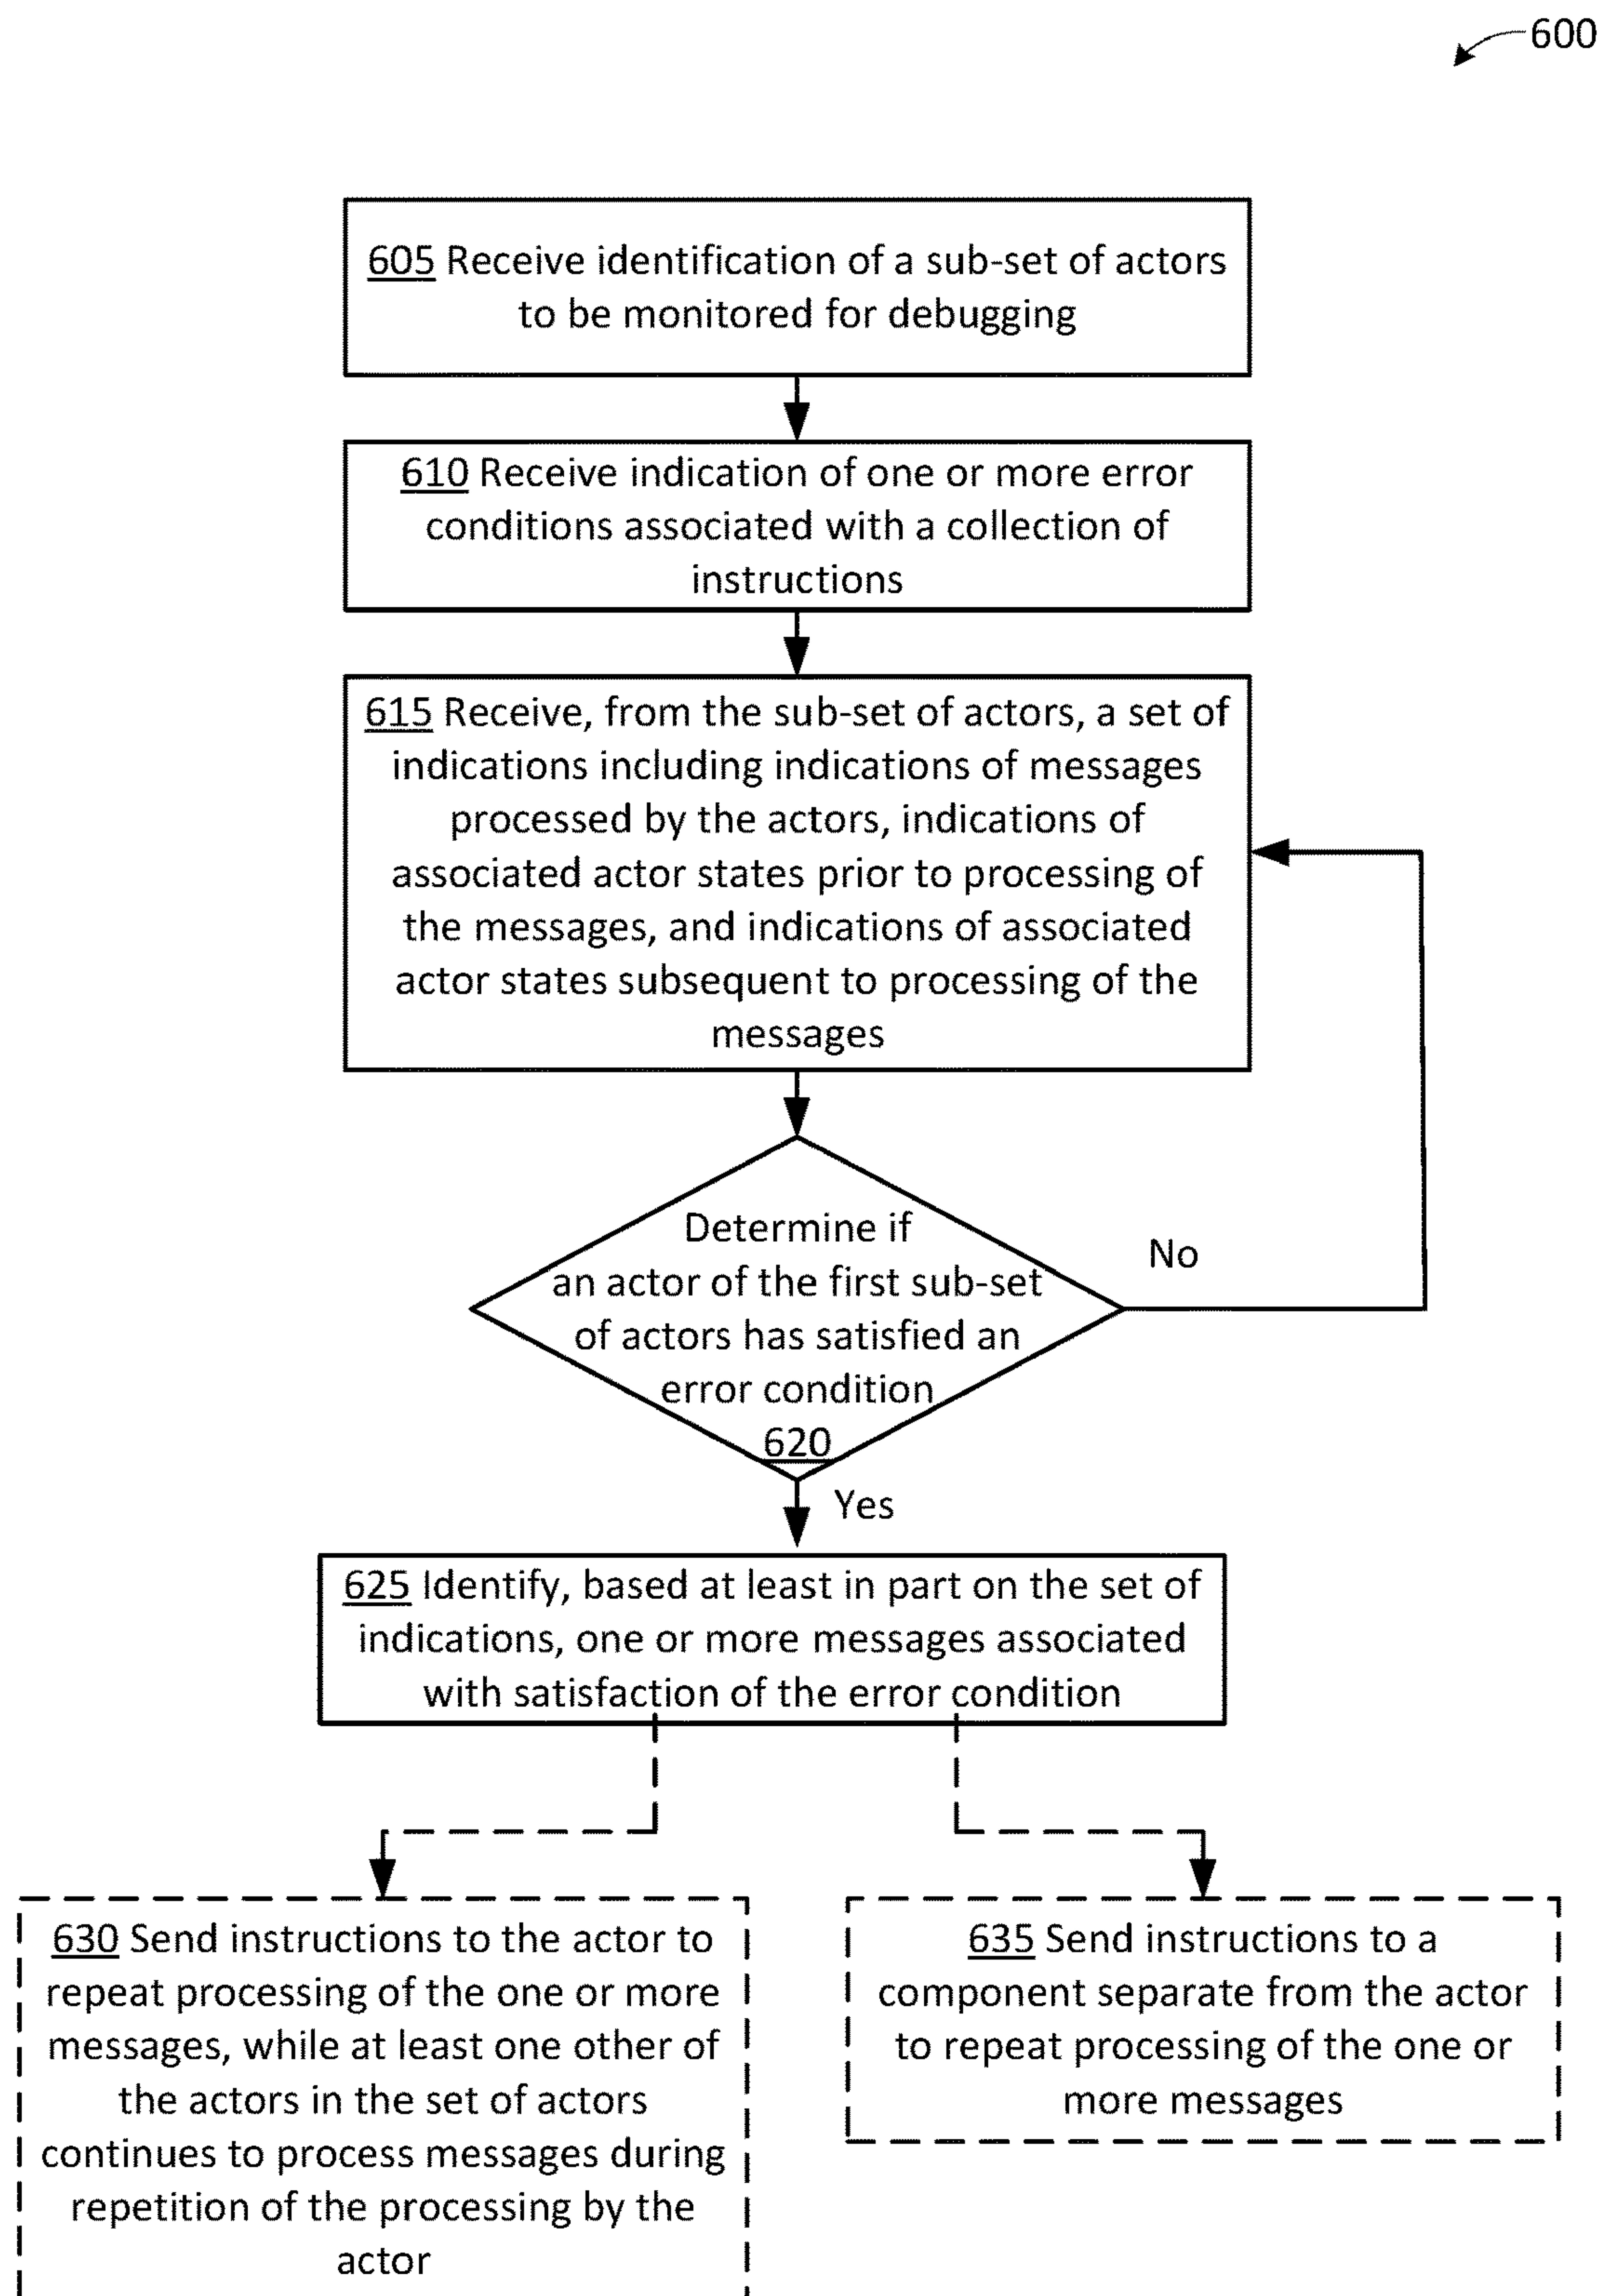 600
605 Receive identification of a sub-set of actors
to be monitored for debugging
610 Receive indication of one or more error
conditions associated with a collection of
instructions
615 Receive, from the sub-set of actors, a set of
indications including indications of messages
processed by the actors, indications of
associated actor states prior to processing of
the messages, and indications of associated
actor states subsequent to processing of the
messages
Determine if
an actor of the first sub-set
of actors has satisfied an
error condition
620
No
Yes
625 Identify, based at least in part on the set of
indications, one or more messages associated
with satisfaction of the error condition
630 Send instructions to the actor to
repeat processing of the one or more
messages, while at least one other of
the actors in the set of actors
continues to process messages during
repetition of the processing by the
actor
635 Send instructions to a
component separate from the actor
to repeat processing of the one or
more messages